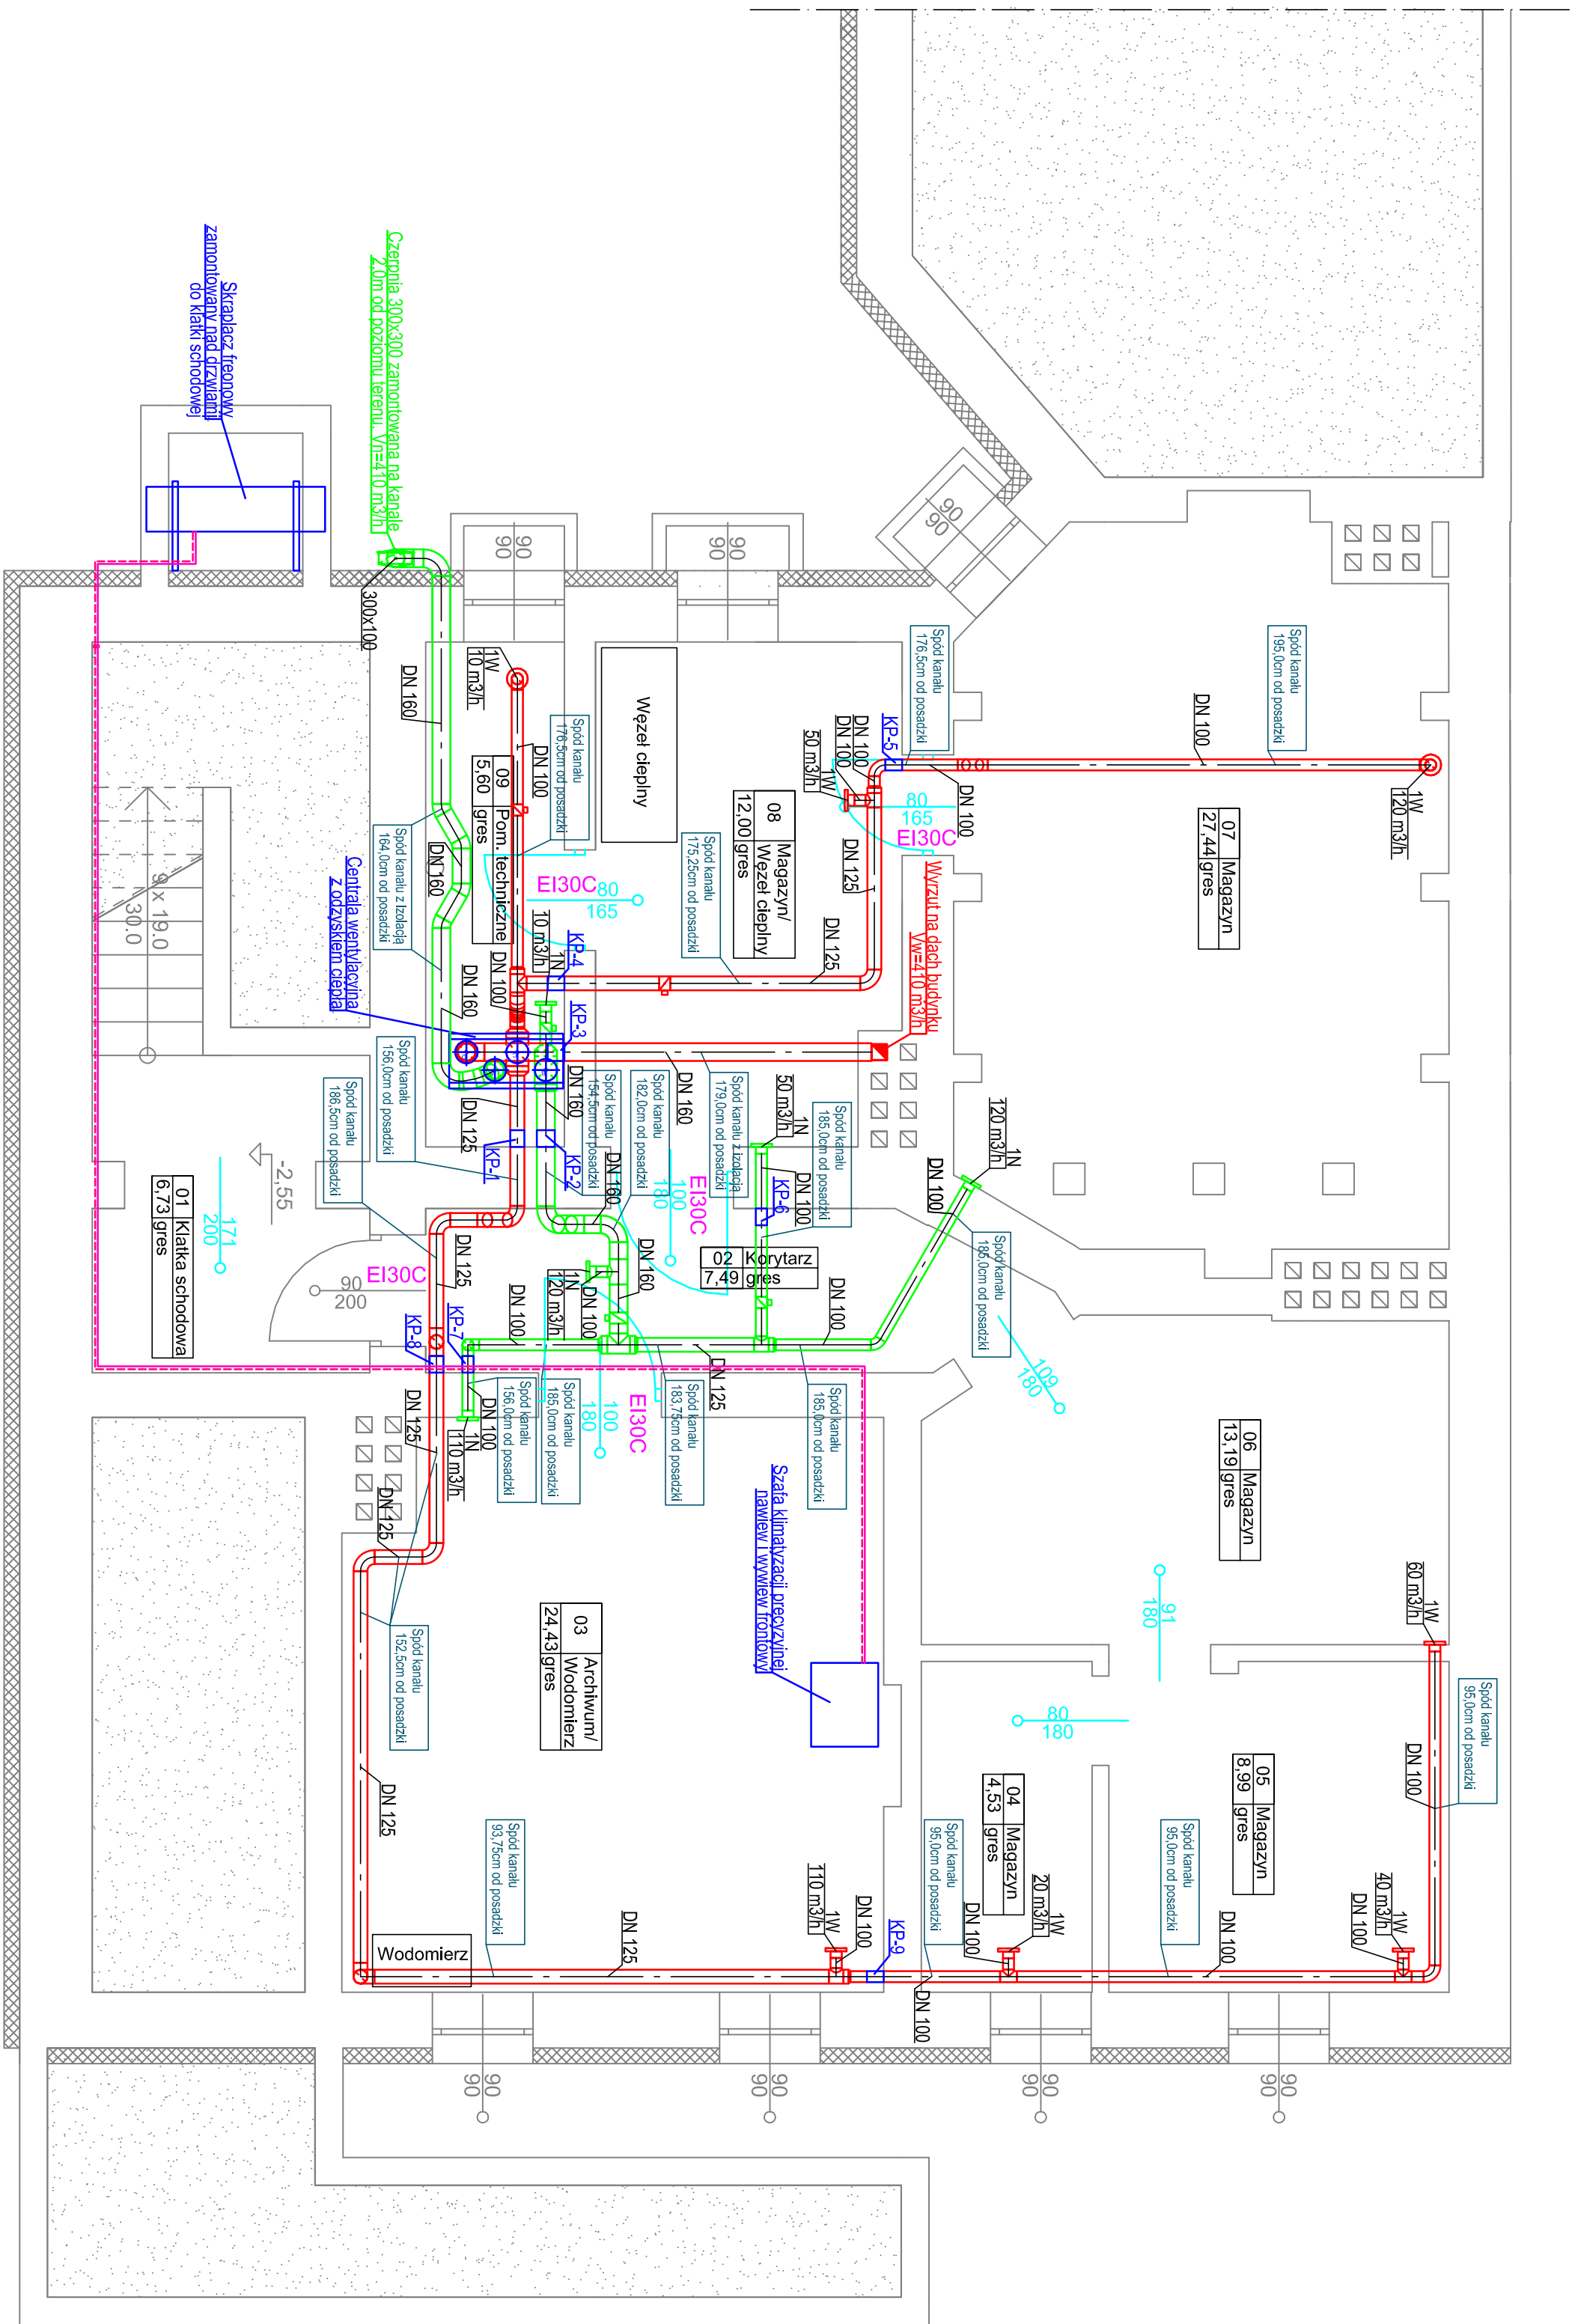 Skraplacz freonowy
zamontowany nad drzwiami
do klatki schodowej
Czerpnia 300x300 zamontowana na kanale
2,0m od poziomu terenu, Vn=410 m3/h
300x100
DN 160
9 x 19.0
30.0
Spód kanału z Izolacją
164,0cm od posadzki
DN 160
Centrala wentylacyjna
z odzyskiem ciepła
DN 160
1W
10 m3/h
DN 100
09 Pom. techniczne
5,60 gres
Spód kanału
176,5cm od posadzki
Węzeł cieplny
90
90
90
90
90
90
EI30C
80
165
10 m3/h
1N
DN 100
KP-4
KP-3
08 Magazyn/
Węzeł cieplny
12,00 gres
Spód kanału
175,25cm od posadzki
DN 125
DN 125
50 m3/h
1W
DN 100
DN 100
KP-5
Spód kanału
176,5cm od posadzki
DN 100
80
165
EI30C
Wyrzut na dach budynku
Vw=410 m3/h
Spód kanału
195,0cm od posadzki
DN 100
1W
120 m3/h
07 Magazyn
27,44 gres
Spód kanału
156,0cm od posadzki
Spód kanału
186,5cm od posadzki
DN 125
KP-1
DN 160
KP-2
Spód kanału
154,5cm od posadzki
DN 160
Spód kanału
182,0cm od posadzki
DN 160
Spód kanału z izolacją
179,0cm od posadzki
100
180
EI30C
50 m3/h
1N
DN 100
KP-6
Spód kanału
185,0cm od posadzki
120 m3/h
1N
DN 100
Spód kanału
185,0cm od posadzki
02 Korytarz
7,49 gres
-2,55
171
200
01 Klatka schodowa
6,73 gres
90
200
EI30C
DN 125
KP-8
KP-7
DN 100
1N
120 m3/h
DN 100
DN 160
DN 100
DN 125
DN 125
DN 100
1N
110 m3/h
Spód kanału
156,0cm od posadzki
Spód kanału
185,0cm od posadzki
100
180
EI30C
Spód kanału
183,75cm od posadzki
Spód kanału
185,0cm od posadzki
109
180
06 Magazyn
13,19 gres
DN 125
Spód kanału
152,5cm od posadzki
Szafa klimatyzacji precyzyjnej
nawiew i wywiew frontowy
03 Archiwum/
Wodomierz
24,43 gres
91
180
80
180
60 m3/h
1W
Spód kanału
95,0cm od posadzki
DN 100
DN 125
Spód kanału
93,75cm od posadzki
DN 125
Wodomierz
110 m3/h
1W
DN 100
KP-9
Spód kanału
95,0cm od posadzki
DN 100
04 Magazyn
4,53 gres
20 m3/h
1W
DN 100
05 Magazyn
8,99 gres
Spód kanału
95,0cm od posadzki
DN 100
40 m3/h
1W
DN 100
90
90
90
90
90
90
90
90